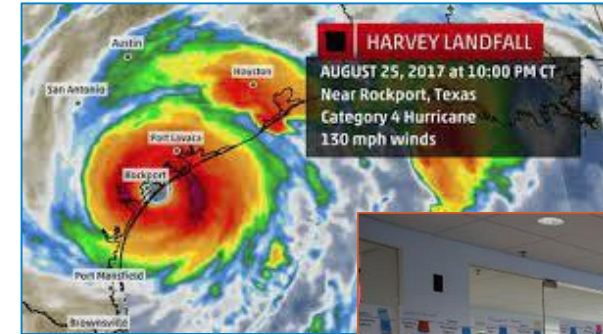 HARVEY LANDFALL
AUGUST 25, 2017 at 10:00 PM CT
Near Rockport, Texas
Category 4 Hurricane
130 mph winds
Austin
Houston
San Antonio
Port Lavaca
Rockport
Port Mansfield
Brownsville